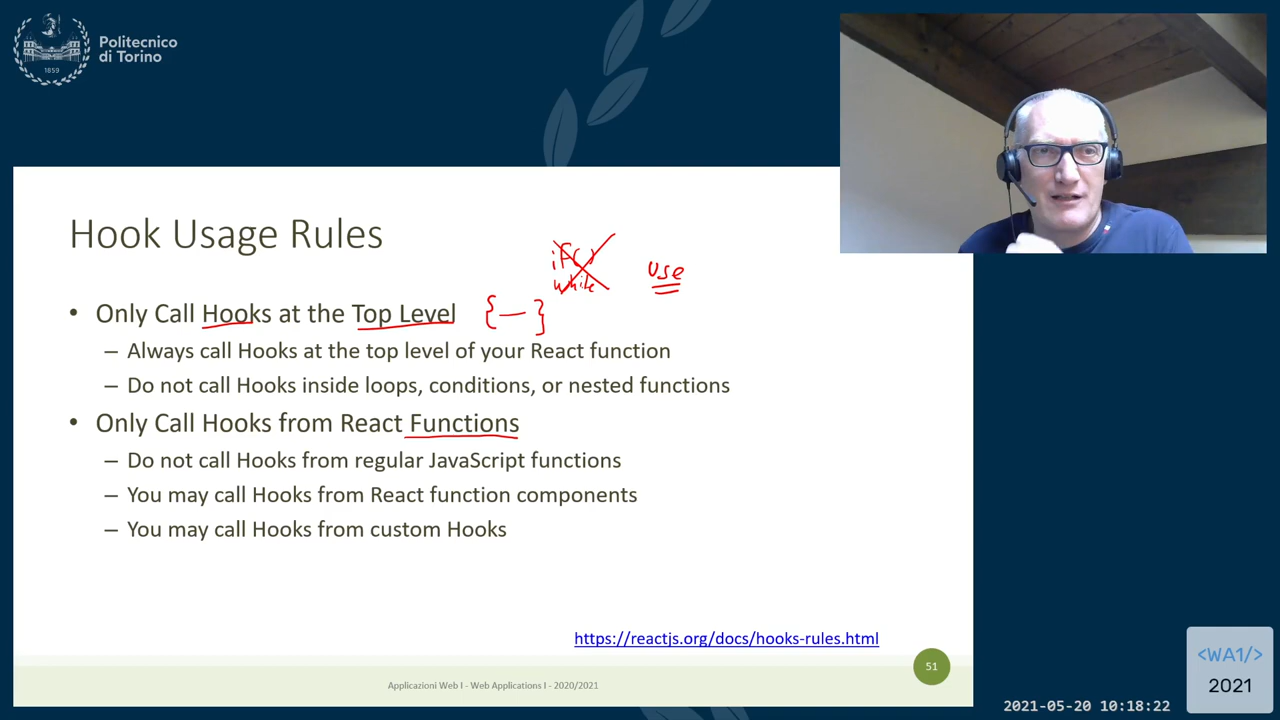 Politecnico
di Torino
1859
Hook Usage Rules
if()
while
use
• Only Call Hooks at the Top Level { — }
– Always call Hooks at the top level of your React function
– Do not call Hooks inside loops, conditions, or nested functions
• Only Call Hooks from React Functions
– Do not call Hooks from regular JavaScript functions
– You may call Hooks from React function components
– You may call Hooks from custom Hooks
https://reactjs.org/docs/hooks-rules.html
51
Applicazioni Web I - Web Applications I - 2020/2021
<WA1/>
2021
2021-05-20 10:18:22